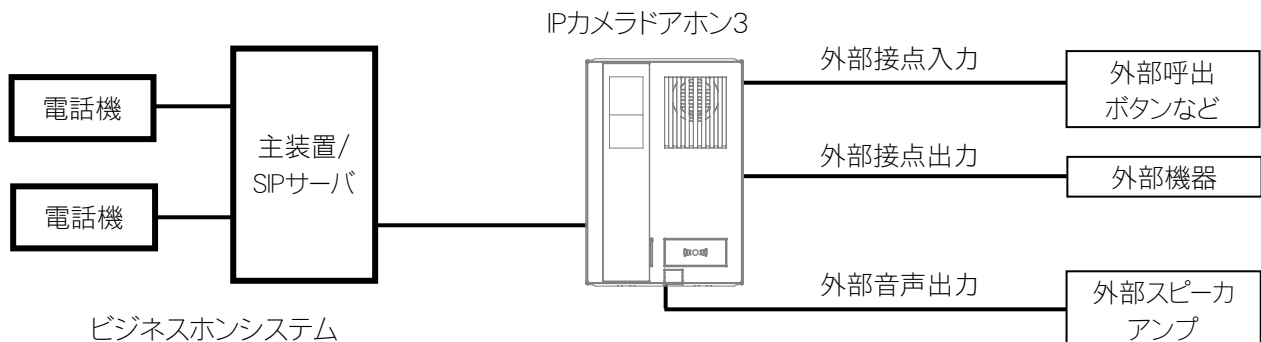 IPカメラドアホン3
電話機
電話機
主装置/
SIPサーバ
ビジネスホンシステム
外部接点入力
外部呼出
ボタンなど
外部接点出力
外部機器
外部音声出力
外部スピーカ
アンプ